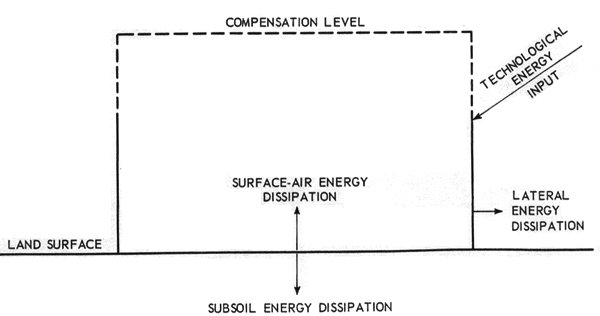 COMPENSATION LEVEL
TECHNOLOGICAL
ENERGY
INPUT
SURFACE-AIR ENERGY
DISSIPATION
LATERAL
ENERGY
DISSIPATION
LAND SURFACE
SUBSOIL ENERGY DISSIPATION